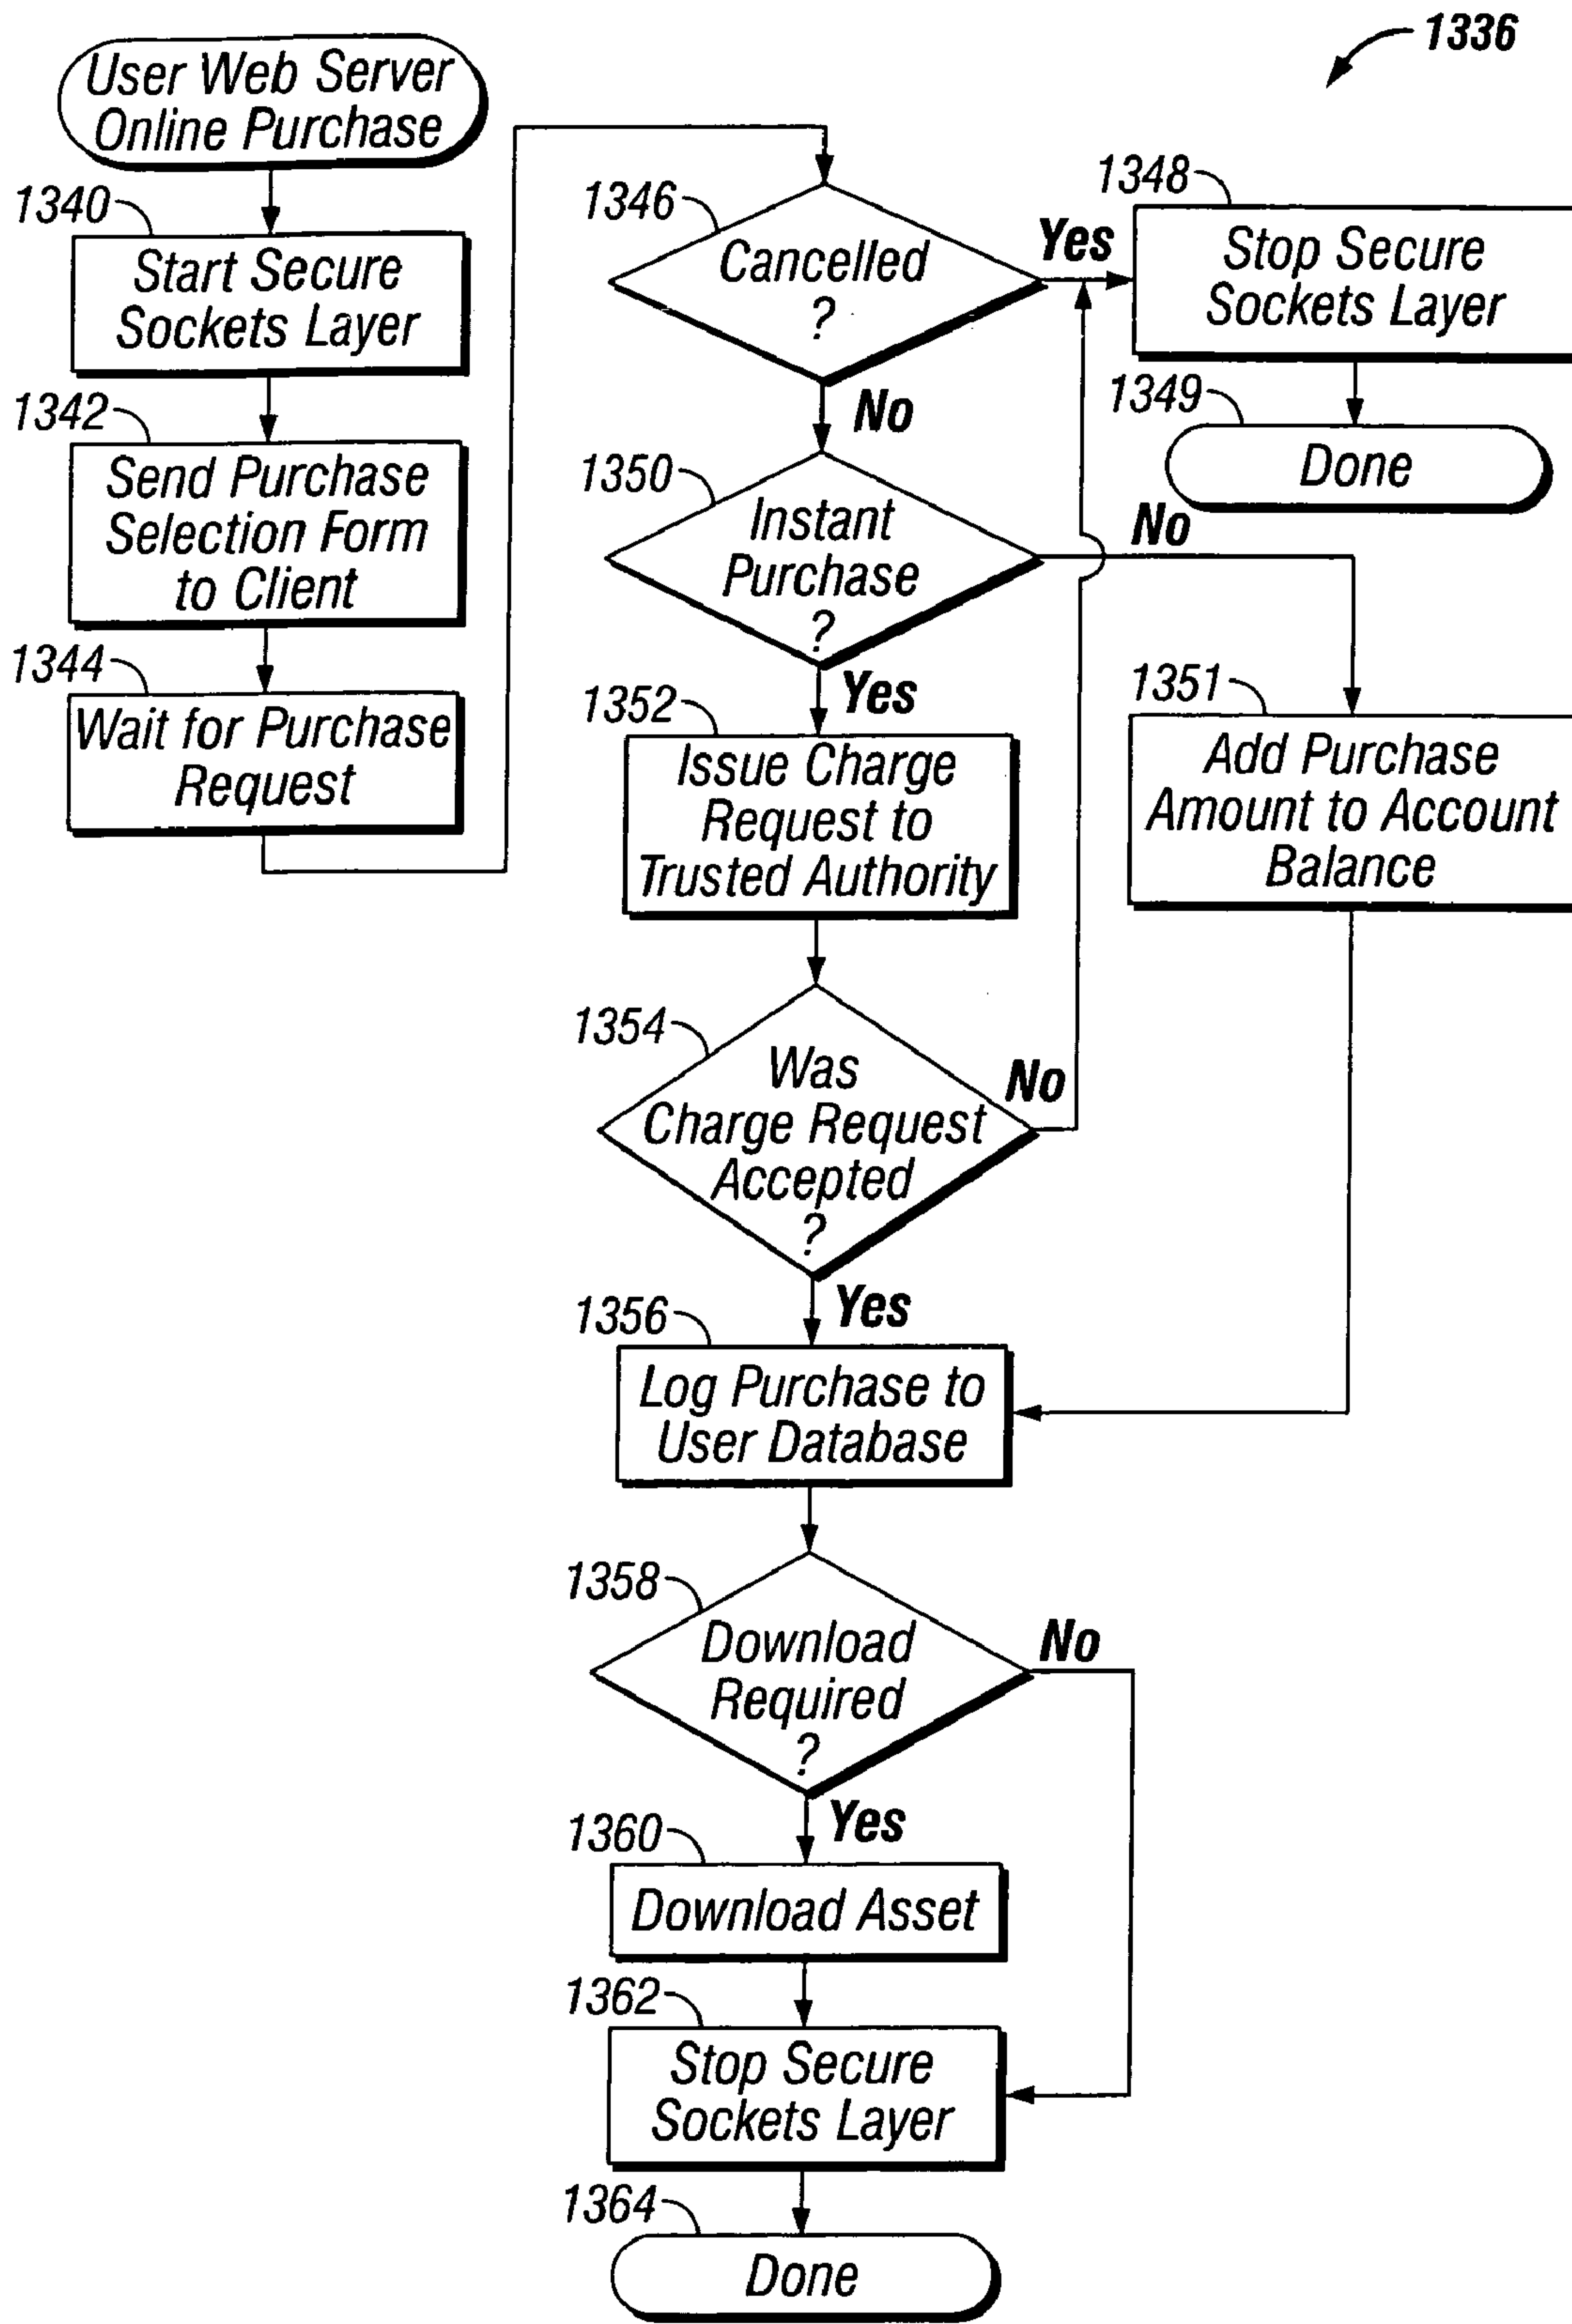 1336
User Web Server
Online Purchase
1340
Start Secure
Sockets Layer
1342
Send Purchase
Selection Form
to Client
1344
Wait for Purchase
Request
1346
Cancelled
?
Yes
No
1348
Stop Secure
Sockets Layer
1349
Done
1350
Instant
Purchase
?
No
Yes
1351
Add Purchase
Amount to Account
Balance
1352
Issue Charge
Request to
Trusted Authority
1354
Was
Charge Request
Accepted
?
No
Yes
1356
Log Purchase to
User Database
1358
Download
Required
?
No
Yes
1360
Download Asset
1362
Stop Secure
Sockets Layer
1364
Done